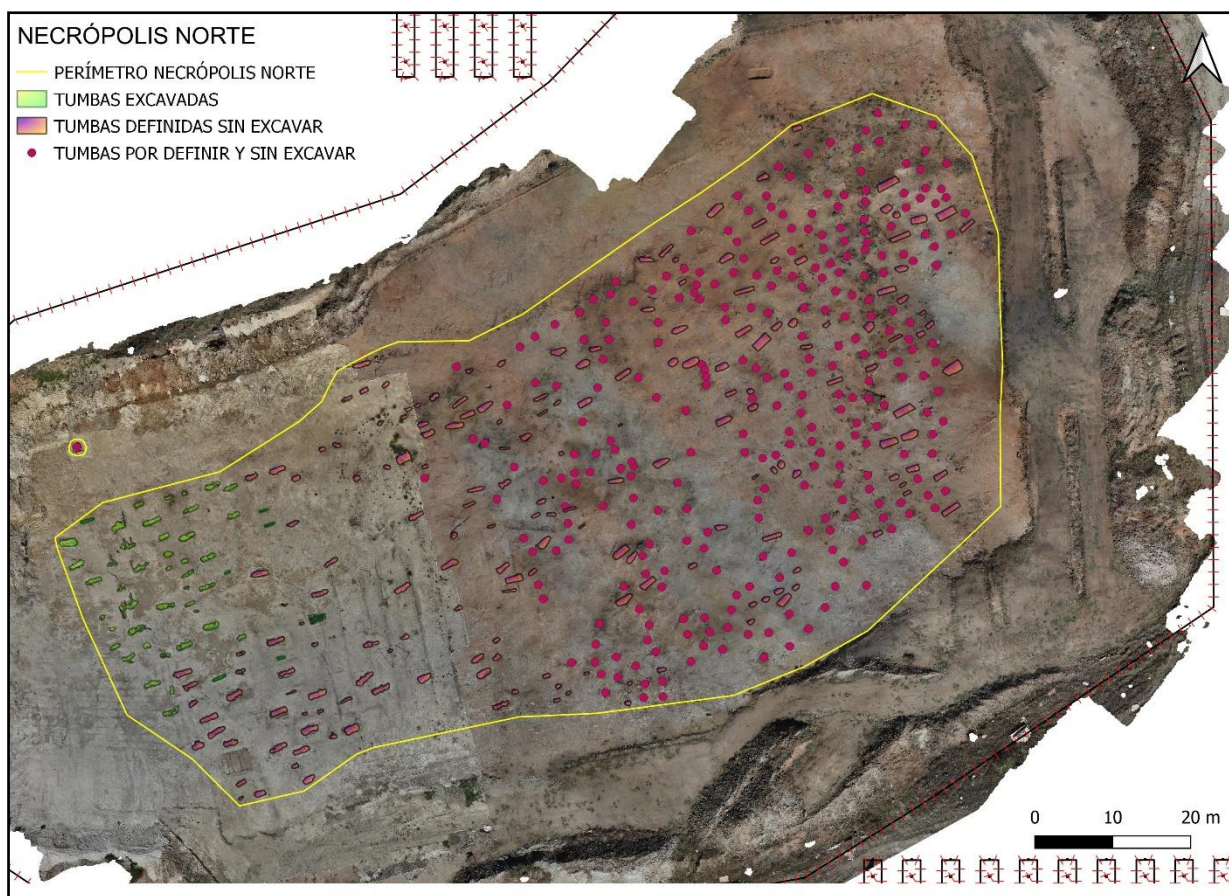 NECRÓPOLIS NORTE
PERÍMETRO NECRÓPOLIS NORTE
TUMBAS EXCAVADAS
TUMBAS DEFINIDAS SIN EXCAVAR
TUMBAS POR DEFINIR Y SIN EXCAVAR
0 10 20 m